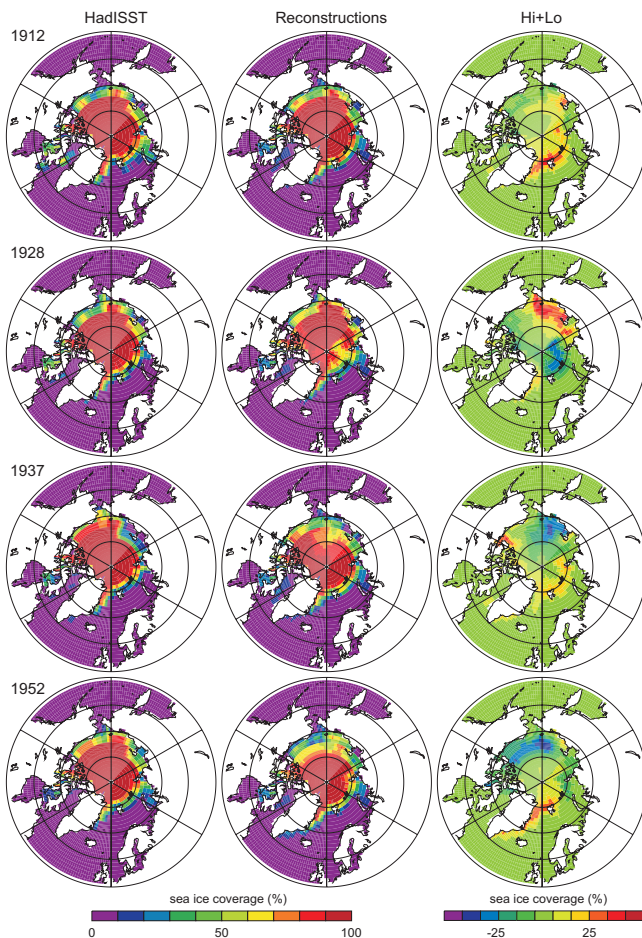 HadISST Reconstructions Hi+Lo
1912
1928
1937
1952
sea ice coverage (%) sea ice coverage (%)
0 50 100 -25 25